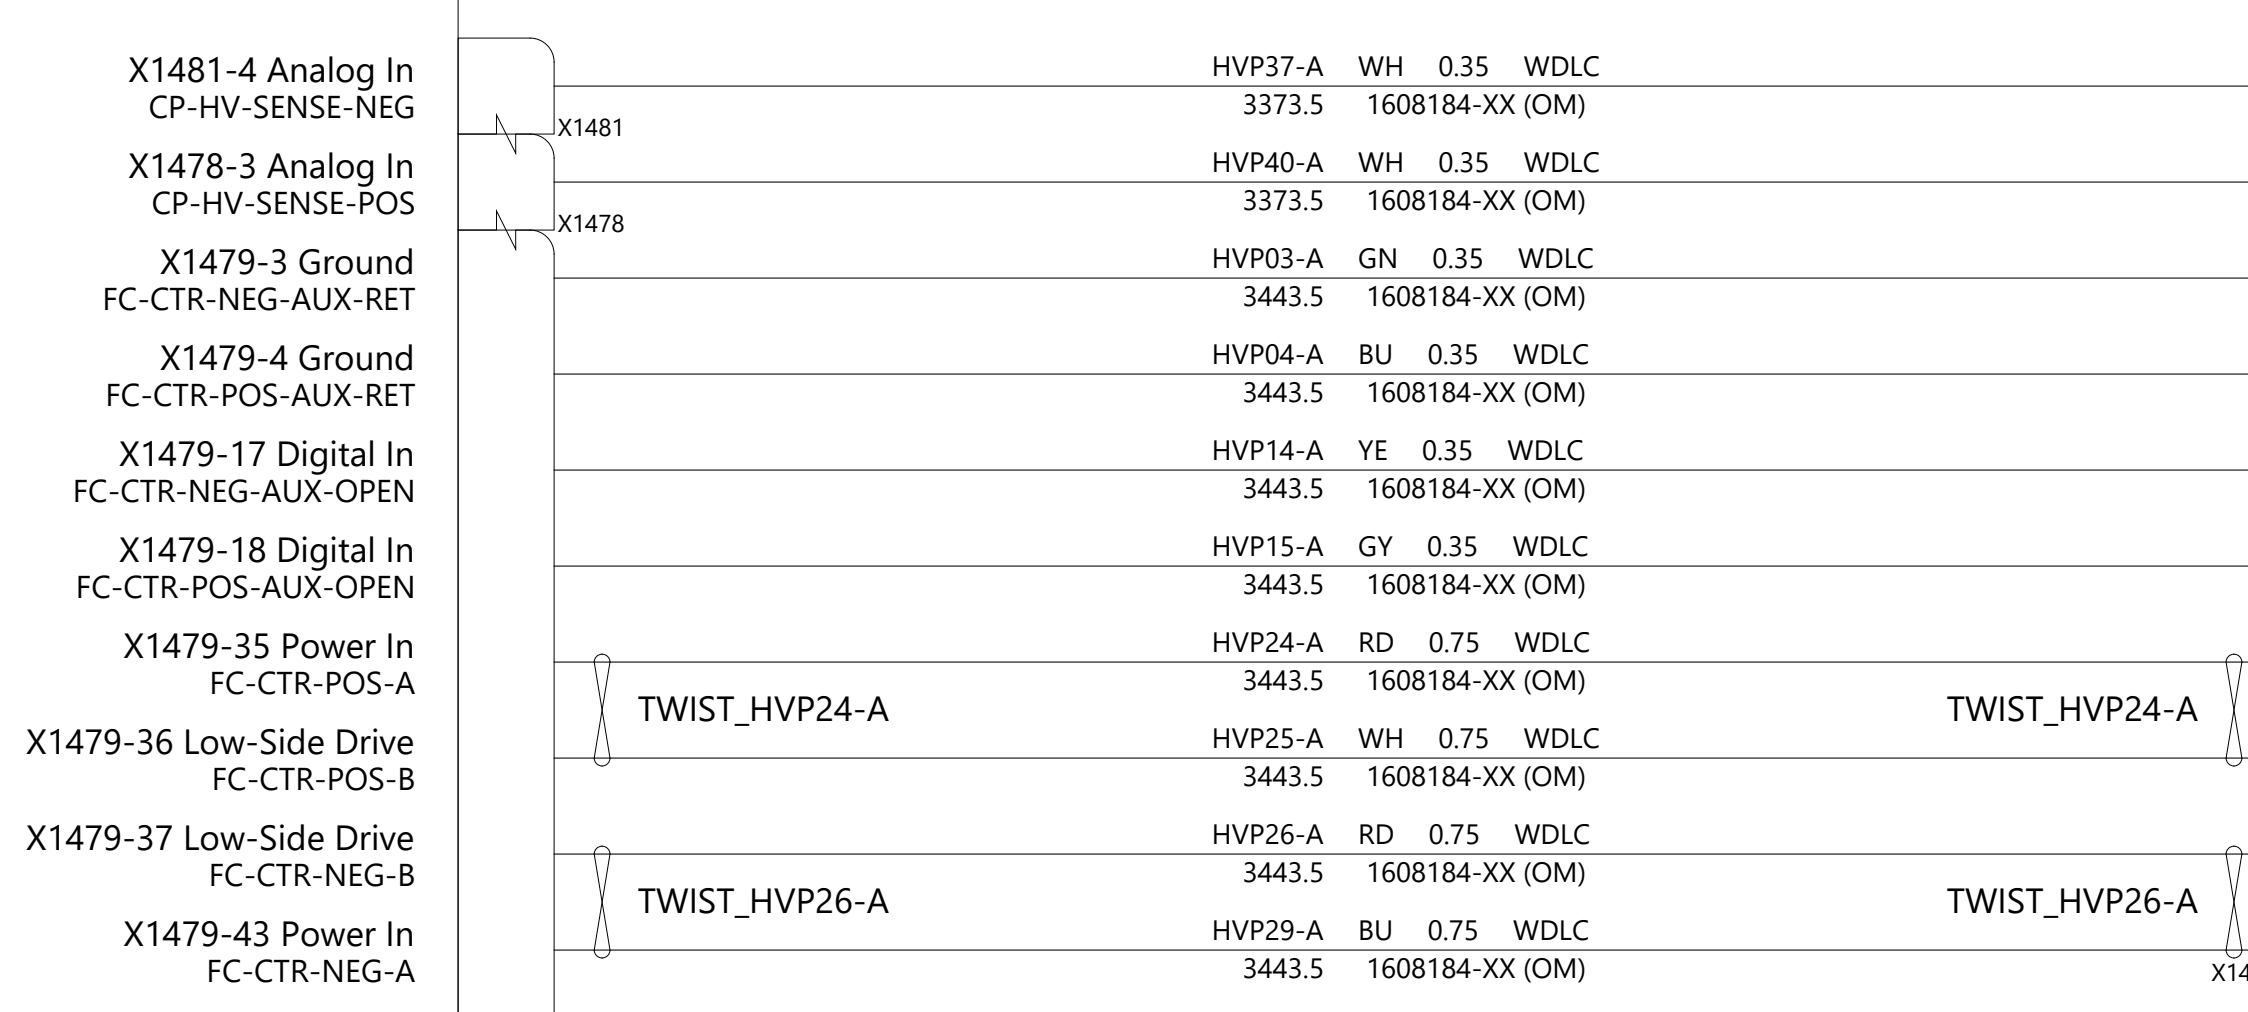 X1481-4 Analog In
CP-HV-SENSE-NEG
HVP37-A WH 0.35 WDLC
3373.5 1608184-XX (OM)
X1481
X1478-3 Analog In
CP-HV-SENSE-POS
HVP40-A WH 0.35 WDLC
3373.5 1608184-XX (OM)
X1478
X1479-3 Ground
FC-CTR-NEG-AUX-RET
HVP03-A GN 0.35 WDLC
3443.5 1608184-XX (OM)
X1479-4 Ground
FC-CTR-POS-AUX-RET
HVP04-A BU 0.35 WDLC
3443.5 1608184-XX (OM)
X1479-17 Digital In
FC-CTR-NEG-AUX-OPEN
HVP14-A YE 0.35 WDLC
3443.5 1608184-XX (OM)
X1479-18 Digital In
FC-CTR-POS-AUX-OPEN
HVP15-A GY 0.35 WDLC
3443.5 1608184-XX (OM)
X1479-35 Power In
FC-CTR-POS-A
HVP24-A RD 0.75 WDLC
3443.5 1608184-XX (OM)
TWIST_HVP24-A
TWIST_HVP24-A
X1479-36 Low-Side Drive
FC-CTR-POS-B
HVP25-A WH 0.75 WDLC
3443.5 1608184-XX (OM)
X1479-37 Low-Side Drive
FC-CTR-NEG-B
HVP26-A RD 0.75 WDLC
3443.5 1608184-XX (OM)
TWIST_HVP26-A
TWIST_HVP26-A
X1479-43 Power In
FC-CTR-NEG-A
HVP29-A BU 0.75 WDLC
3443.5 1608184-XX (OM)